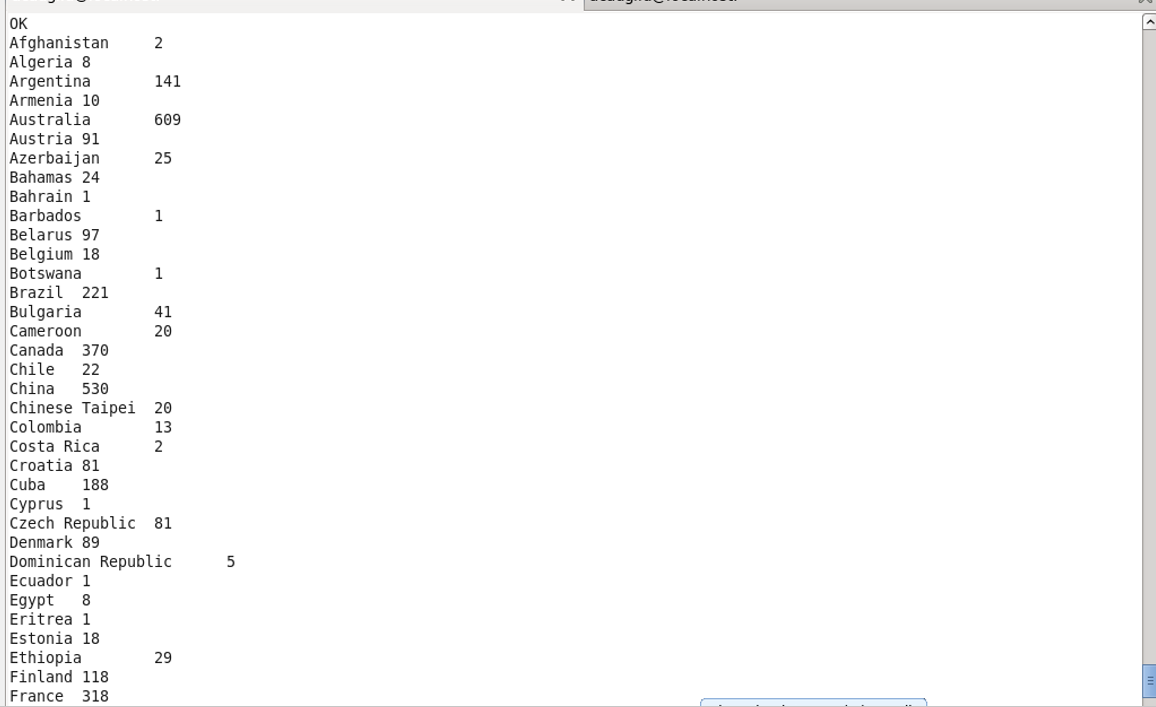 OK
Afghanistan	2
Algeria	8
Argentina	141
Armenia	10
Australia	609
Austria	91
Azerbaijan	25
Bahamas	24
Bahrain	1
Barbados	1
Belarus	97
Belgium	18
Botswana	1
Brazil	221
Bulgaria	41
Cameroon	20
Canada	370
Chile	22
China	530
Chinese Taipei	20
Colombia	13
Costa Rica	2
Croatia	81
Cuba	188
Cyprus	1
Czech Republic	81
Denmark	89
Dominican Republic	5
Ecuador	1
Egypt	8
Eritrea	1
Estonia	18
Ethiopia	29
Finland	118
France	318